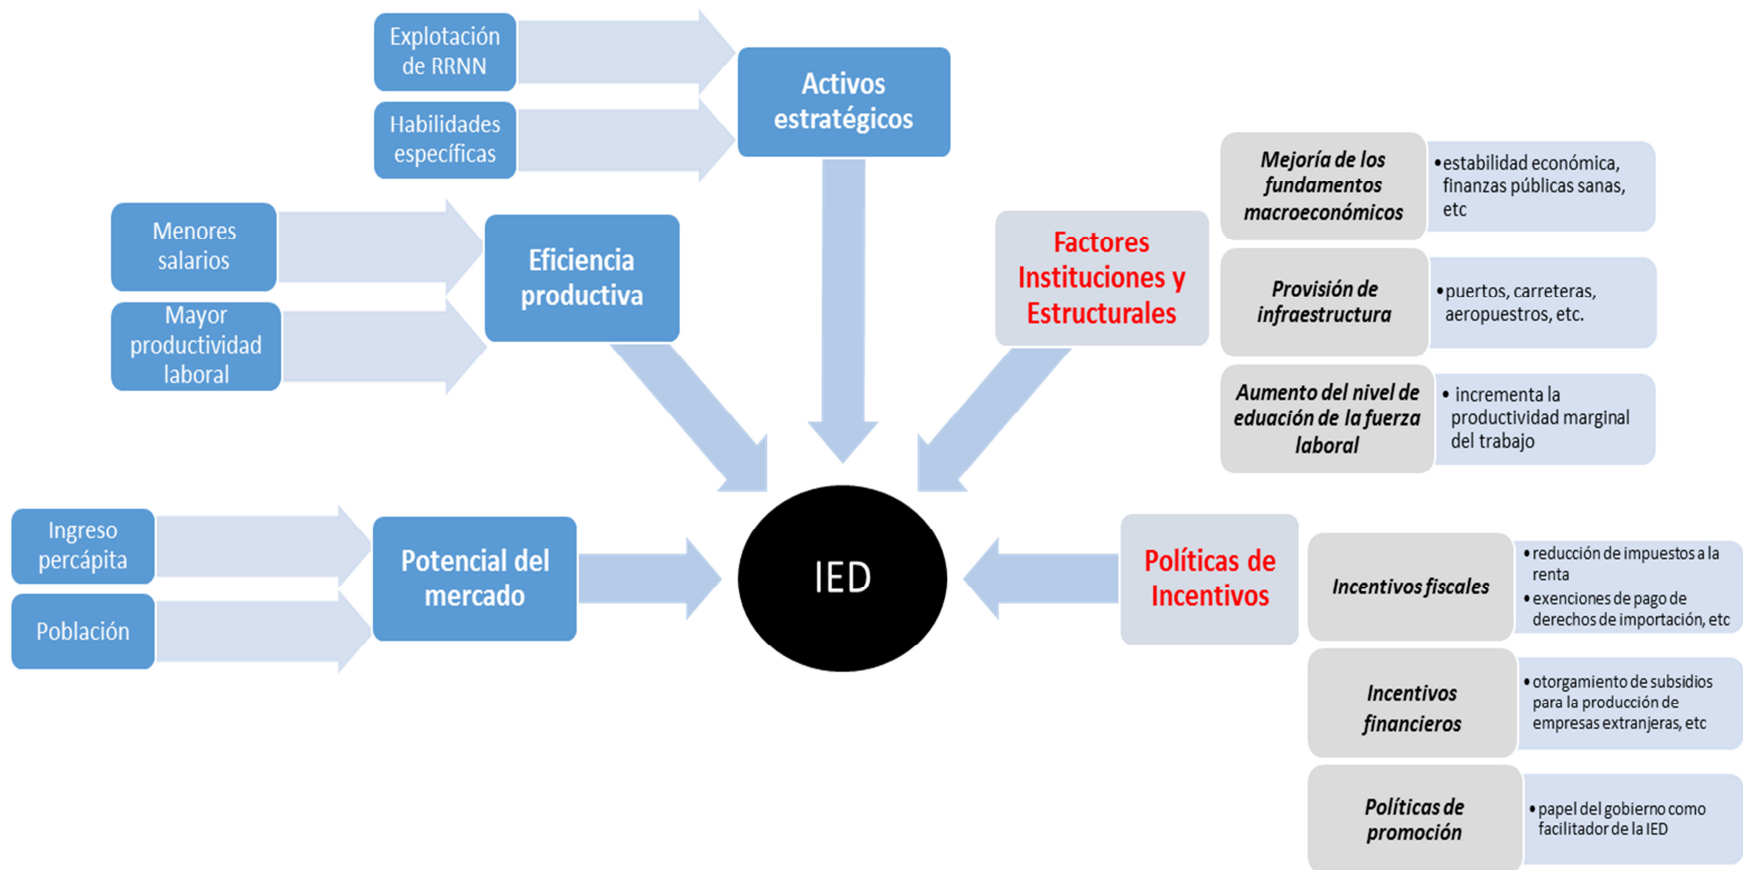 Explotación
de RRNN
Habilidades
específicas
Activos
estratégicos
Menores
salarios
Mayor
productividad
laboral
Eficiencia
productiva
Ingreso
percápita
Población
Potencial del
mercado
IED
Factores
Instituciones y
Estructurales
Mejoría de los
fundamentos
macroeconómicos
•estabilidad económica,
finanzas públicas sanas,
etc
Provisión de
infraestructura
•puertos, carreteras,
aeropuestros, etc.
Aumento del nivel de
eduación de la fuerza
laboral
• incrementa la
productividad marginal
del trabajo
Políticas de
Incentivos
Incentivos fiscales
• reducción de impuestos a la
renta
• exenciones de pago de
derechos de importación, etc
Incentivos
financieros
• otorgamiento de subsidios
para la producción de
empresas extranjeras, etc
Políticas de
promoción
• papel del gobierno como
facilitador de la IED